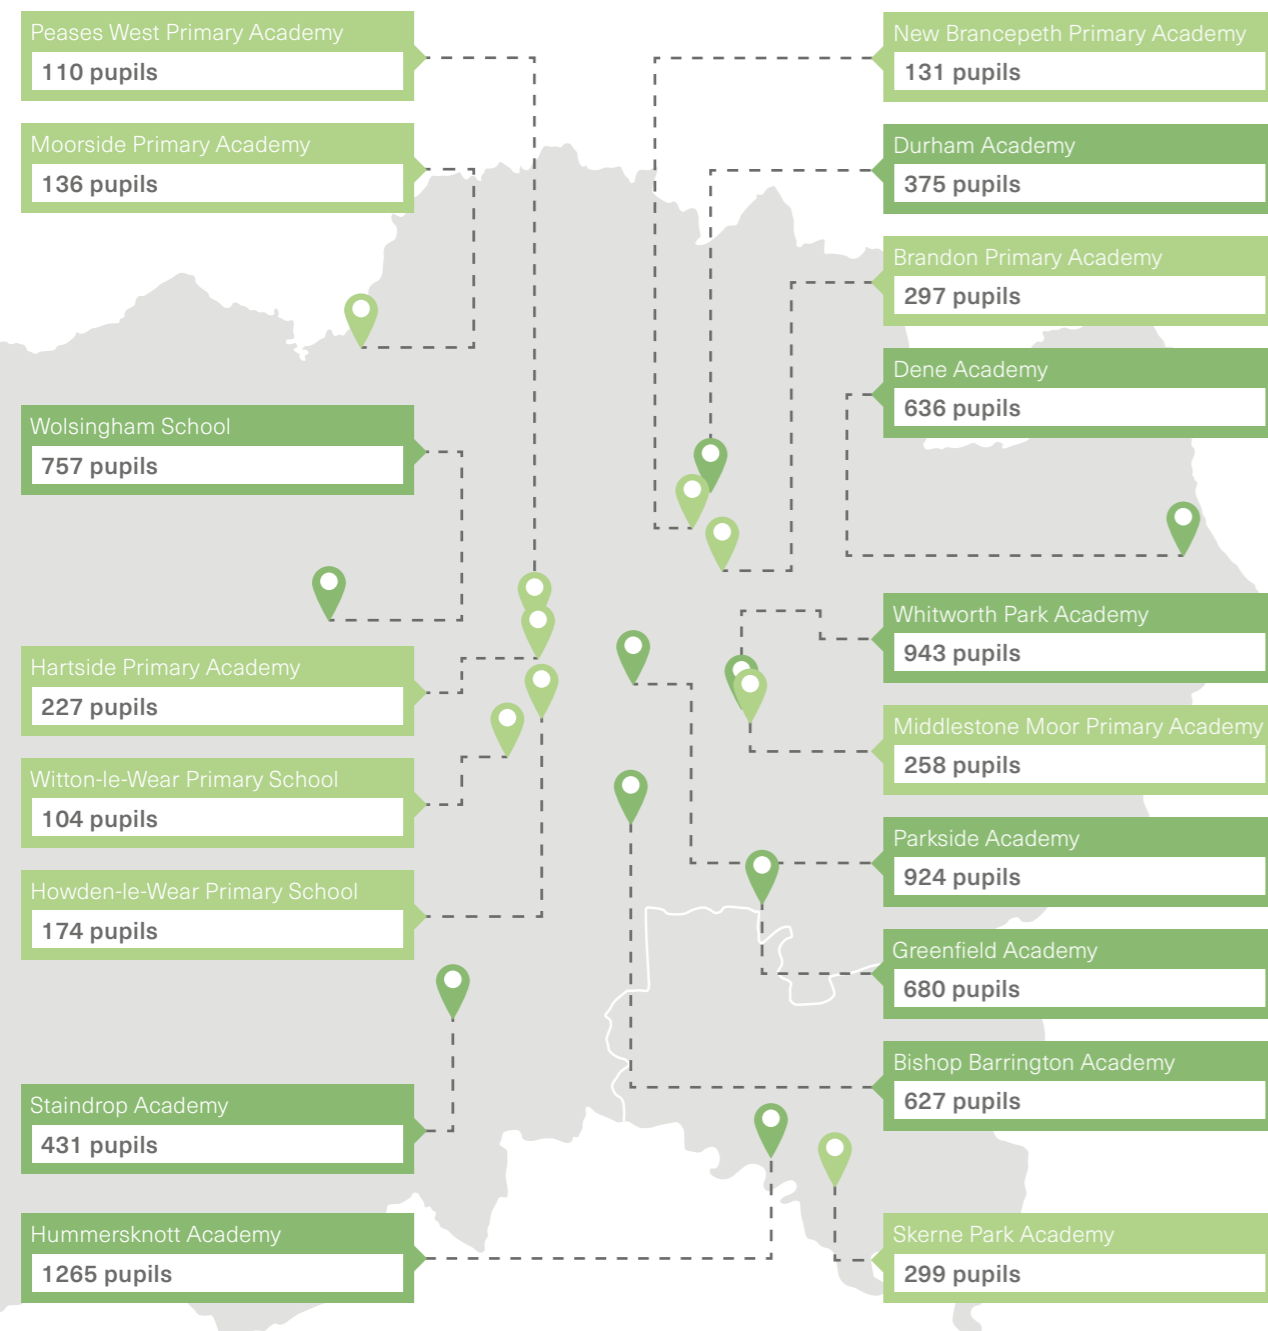 Peases West Primary Academy
110 pupils
Moorside Primary Academy
136 pupils
Wolsingham School
757 pupils
Hartside Primary Academy
227 pupils
Witton-le-Wear Primary School
104 pupils
Howden-le-Wear Primary School
174 pupils
Staindrop Academy
431 pupils
Hummersknott Academy
1265 pupils
New Brancepeth Primary Academy
131 pupils
Durham Academy
375 pupils
Brandon Primary Academy
297 pupils
Dene Academy
636 pupils
Whitworth Park Academy
943 pupils
Middlestone Moor Primary Academy
258 pupils
Parkside Academy
924 pupils
Greenfield Academy
680 pupils
Bishop Barrington Academy
627 pupils
Skerne Park Academy
299 pupils